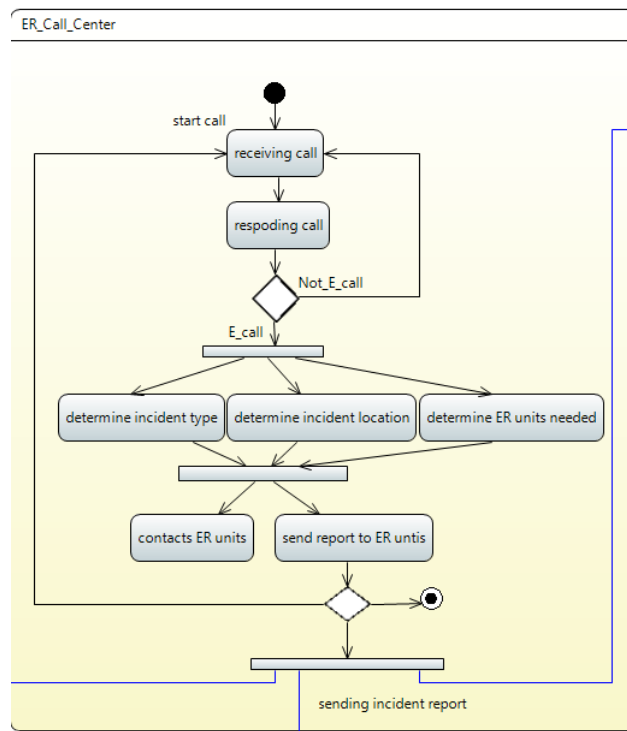 ER_Call_Center
start call
receiving call
respoding call
Not_E_call
E_call
determine incident type
determine incident location
determine ER units needed
contacts ER units
send report to ER untis
sending incident report